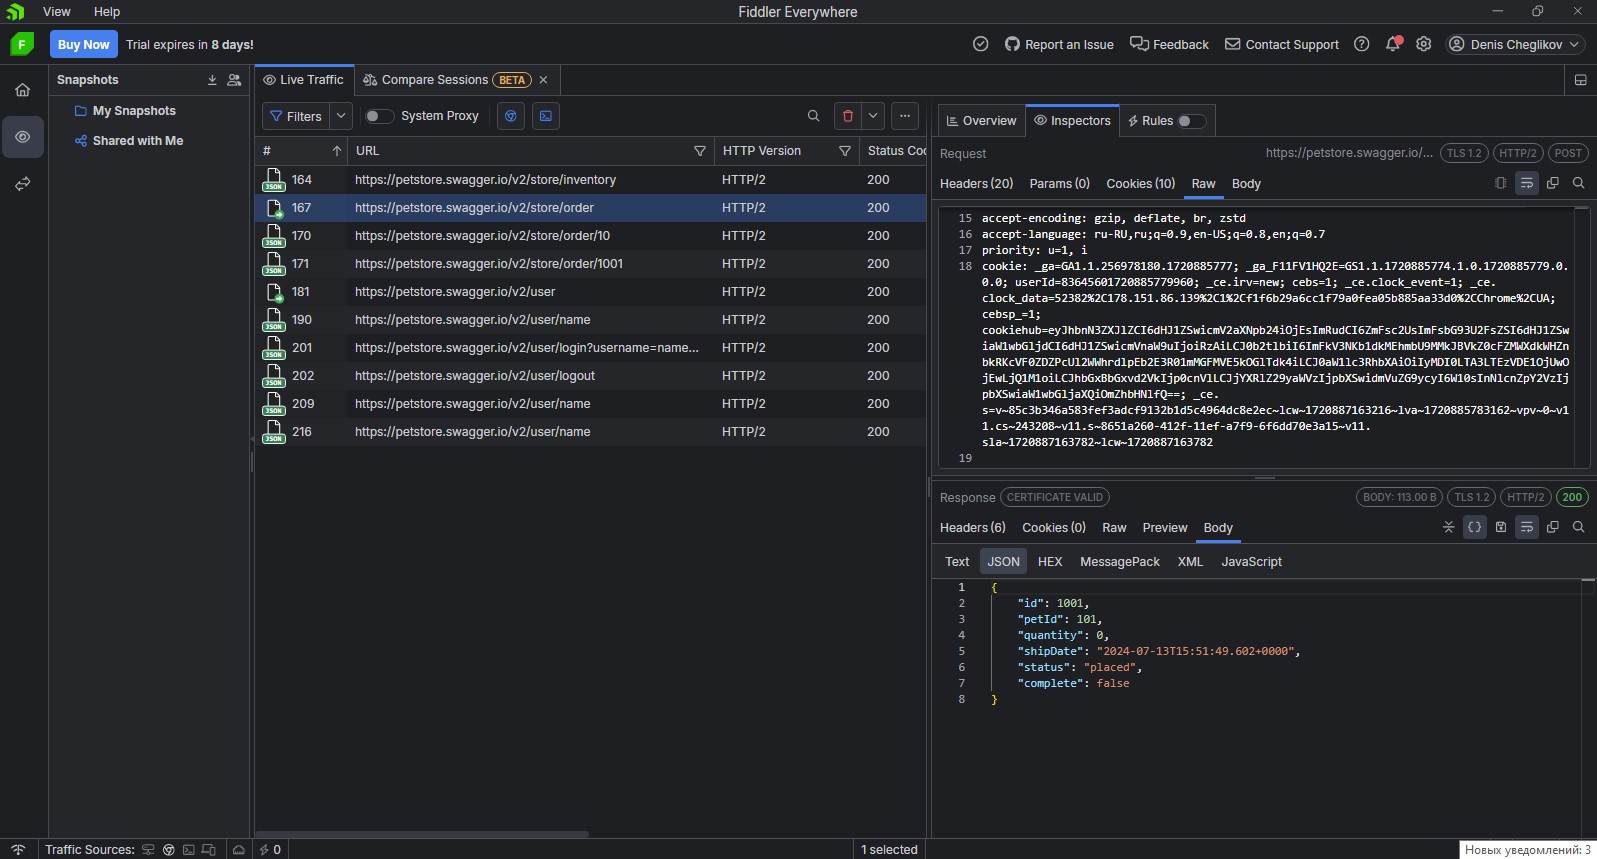 View Help
Fiddler Everywhere
Buy Now
Trial expires in 8 days!
Report an Issue
Feedback
Contact Support
Denis Cheglikov
Snapshots
My Snapshots
Shared with Me
Live Traffic
Compare Sessions BETA
Filters
System Proxy
# URL HTTP Version Status Co
JSON 164 https://petstore.swagger.io/v2/store/inventory HTTP/2 200
167 https://petstore.swagger.io/v2/store/order HTTP/2 200
JSON 170 https://petstore.swagger.io/v2/store/order/10 HTTP/2 200
JSON 171 https://petstore.swagger.io/v2/store/order/1001 HTTP/2 200
181 https://petstore.swagger.io/v2/user HTTP/2 200
JSON 190 https://petstore.swagger.io/v2/user/name HTTP/2 200
JSON 201 https://petstore.swagger.io/v2/user/login?username=name... HTTP/2 200
JSON 202 https://petstore.swagger.io/v2/user/logout HTTP/2 200
JSON 209 https://petstore.swagger.io/v2/user/name HTTP/2 200
JSON 216 https://petstore.swagger.io/v2/user/name HTTP/2 200
Overview Inspectors Rules
Request https://petstore.swagger.io/... TLS 1.2 HTTP/2 POST
Headers (20) Params (0) Cookies (10) Raw Body
15 accept-encoding: gzip, deflate, br, zstd
16 accept-language: ru-RU,ru;q=0.9,en-US;q=0.8,en;q=0.7
17 priority: u=1, i
18 cookie: _ga=GA1.1.256978180.1720885777; _ga_F11FV1HQ2E=GS1.1.1720885774.1.0.1720885779.0.
0.0; userId=83645601720885779960; _ce.irv=new; cebs=1; _ce.clock_event=1; _ce.
clock_data=52382%2C178.151.86.139%2C1%2Cf1f6b29a6cc1f79a0fea05b885aa33d0%2CChrome%2CUA;
cebsp_=1;
s=v~85c3b346a583fef3adcf9132b1d5c4964dc8e2ec~lcw~1720887163216~lva~1720885783162~vpv~0~v1
1.cs~243208~v11.s~8651a260-412f-11ef-a7f9-6f6dd70e3a15~v11.
sla~1720887163782~lcw~1720887163782
19
Response CERTIFICATE VALID BODY: 113.00 B TLS 1.2 HTTP/2 200
Headers (6) Cookies (0) Raw Preview Body
Text JSON HEX MessagePack XML JavaScript
1 {
2 "id": 1001,
3 "petId": 101,
4 "quantity": 0,
5 "shipDate": "2024-07-13T15:51:49.602+0000",
6 "status": "placed",
7 "complete": false
8 }
Traffic Sources:
0
1 selected
Новых уведомлений: 3